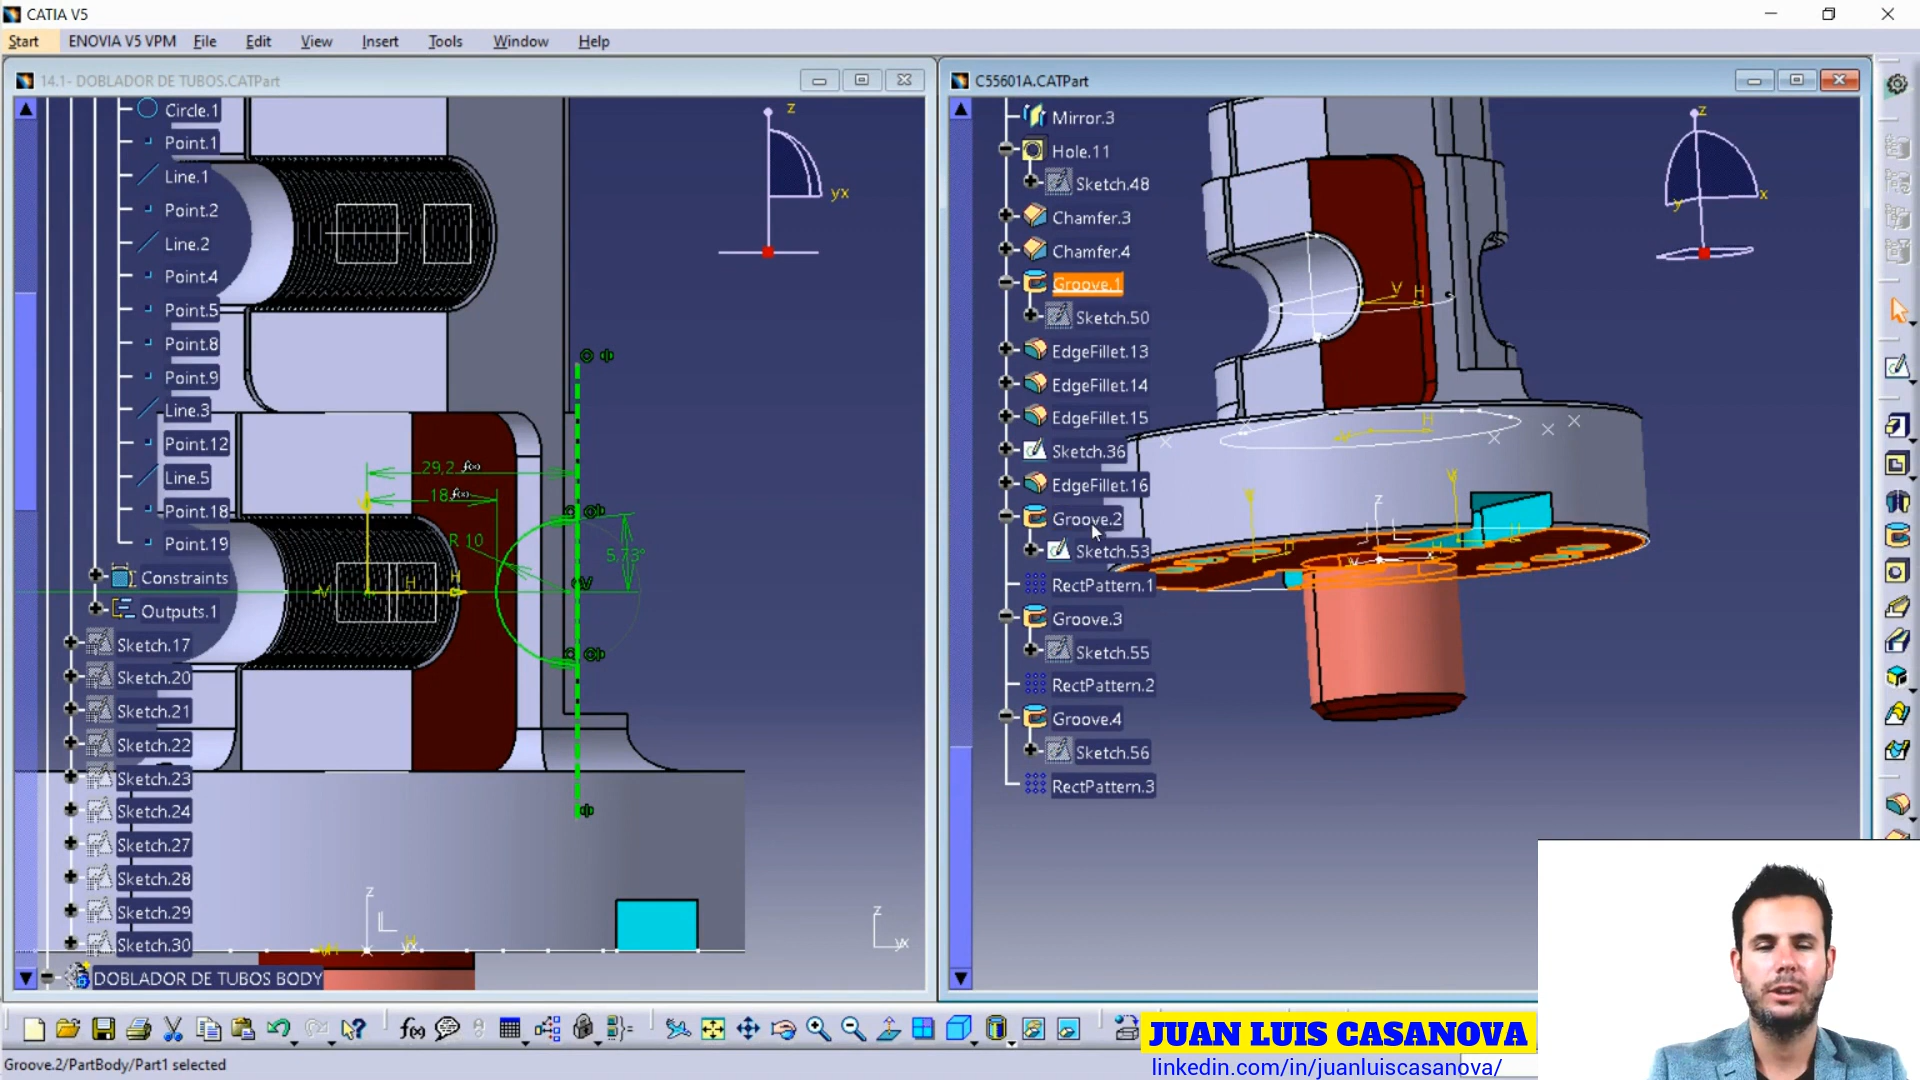 CATIA V5
Start ENOVIA V5 VPM File Edit View Insert Tools Window Help
14.1- DOBLADOR DE TUBOS.CATPart
Circle.1
Point.1
Line.1
Point.2
Line.2
Point.4
Point.5
Point.8
Point.9
Line.3
Point.12
Line.5
Point.18
Point.19
Constraints
Outputs.1
Sketch.17
Sketch.20
Sketch.21
Sketch.22
Sketch.23
Sketch.24
Sketch.27
Sketch.28
Sketch.29
Sketch.30
DOBLADOR DE TUBOS BODY
z
yx
29,2 f(x)
18 f(x)
R 10
5,73°
V
H
H
V
z
yx
z
yx
C55601A.CATPart
Mirror.3
Hole.11
Sketch.48
Chamfer.3
Chamfer.4
Groove.1
Sketch.50
EdgeFillet.13
EdgeFillet.14
EdgeFillet.15
Sketch.36
EdgeFillet.16
Groove.2
Sketch.53
RectPattern.1
Groove.3
Sketch.55
RectPattern.2
Groove.4
Sketch.56
RectPattern.3
z
x
y
V H
H
V
V
z
H
H
JUAN LUIS CASANOVA
linkedin.com/in/juanluiscasanova/
Groove.2/PartBody/Part1 selected